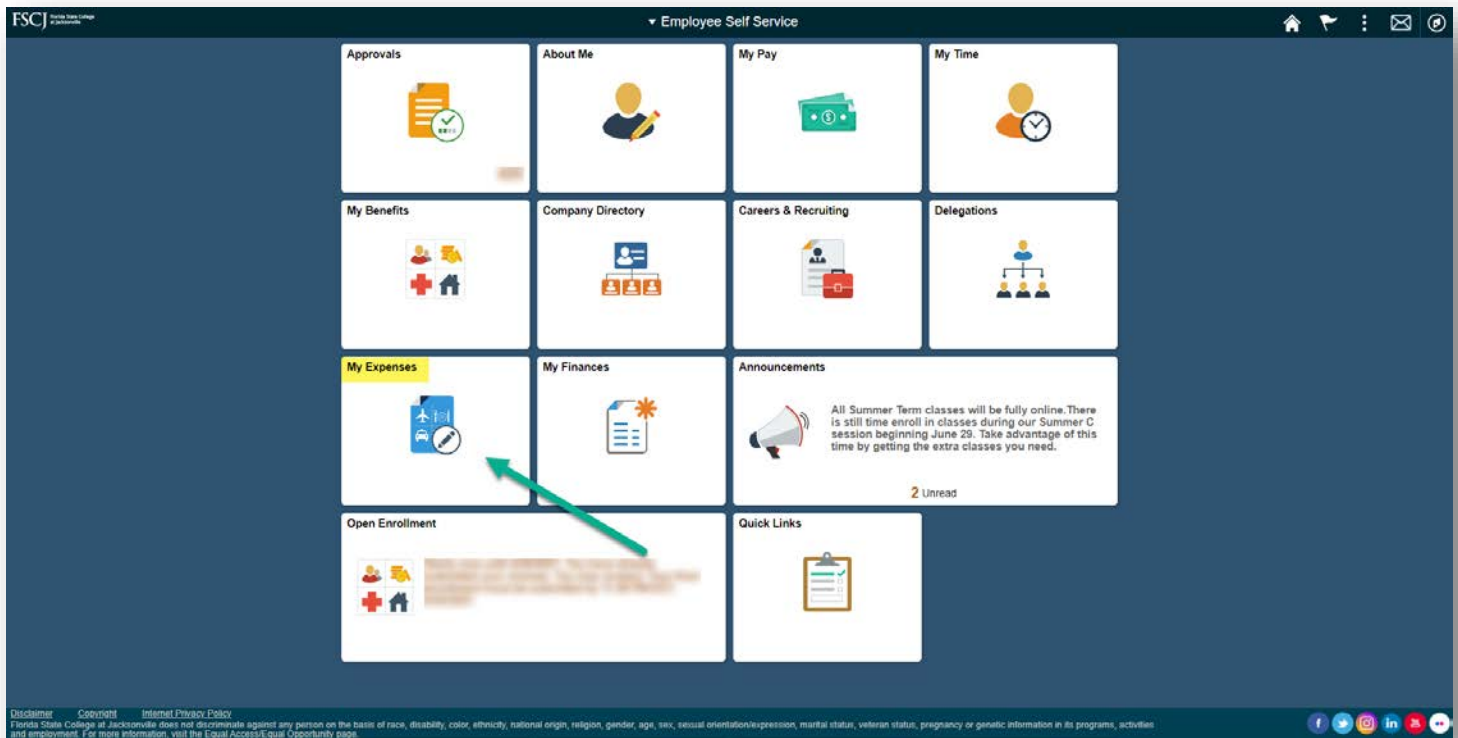 FSCJ Florida State College
at Jacksonville
Employee Self Service
Approvals
About Me
My Pay
My Time
My Benefits
Company Directory
Careers & Recruiting
Delegations
My Expenses
My Finances
Announcements
All Summer Term classes will be fully online.There
is still time enroll in classes during our Summer C
session beginning June 29. Take advantage of this
time by getting the extra classes you need.
2 Unread
Open Enrollment
Quick Links
Disclaimer Copyright Internet Privacy Policy
Florida State College at Jacksonville does not discriminate against any person on the basis of race, disability, color, ethnicity, national origin, religion, gender, age, sex, sexual orientation/expression, marital status, veteran status, pregnancy or genetic information in its programs, activities
and employment. For more information, visit the Equal Access/Equal Opportunity page.